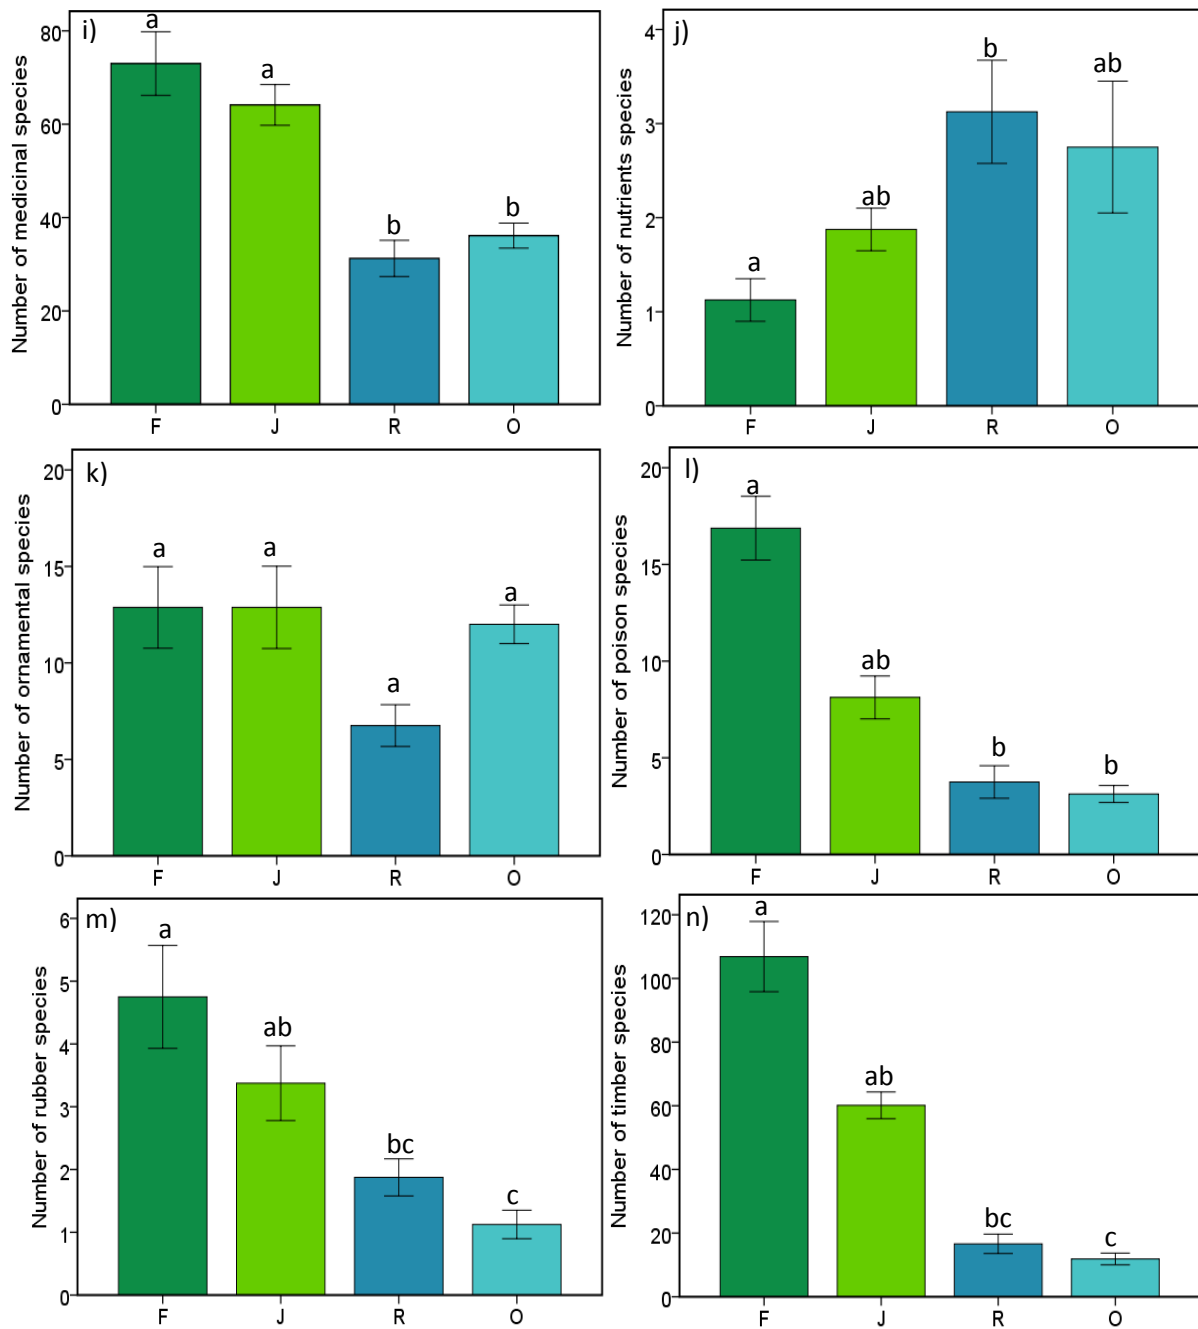 i)
Number of medicinal species
80
60
40
20
0
a
a
b
b
F J R O
j)
Number of nutrients species
4
3
2
1
0
a
ab
b
ab
F J R O
k)
Number of ornamental species
20
15
10
5
0
a
a
a
a
F J R O
l)
Number of poison species
20
15
10
5
0
a
ab
b
b
F J R O
m)
Number of rubber species
6
5
4
3
2
1
0
a
ab
bc
c
F J R O
n)
Number of timber species
120
100
80
60
40
20
0
a
ab
bc
c
F J R O